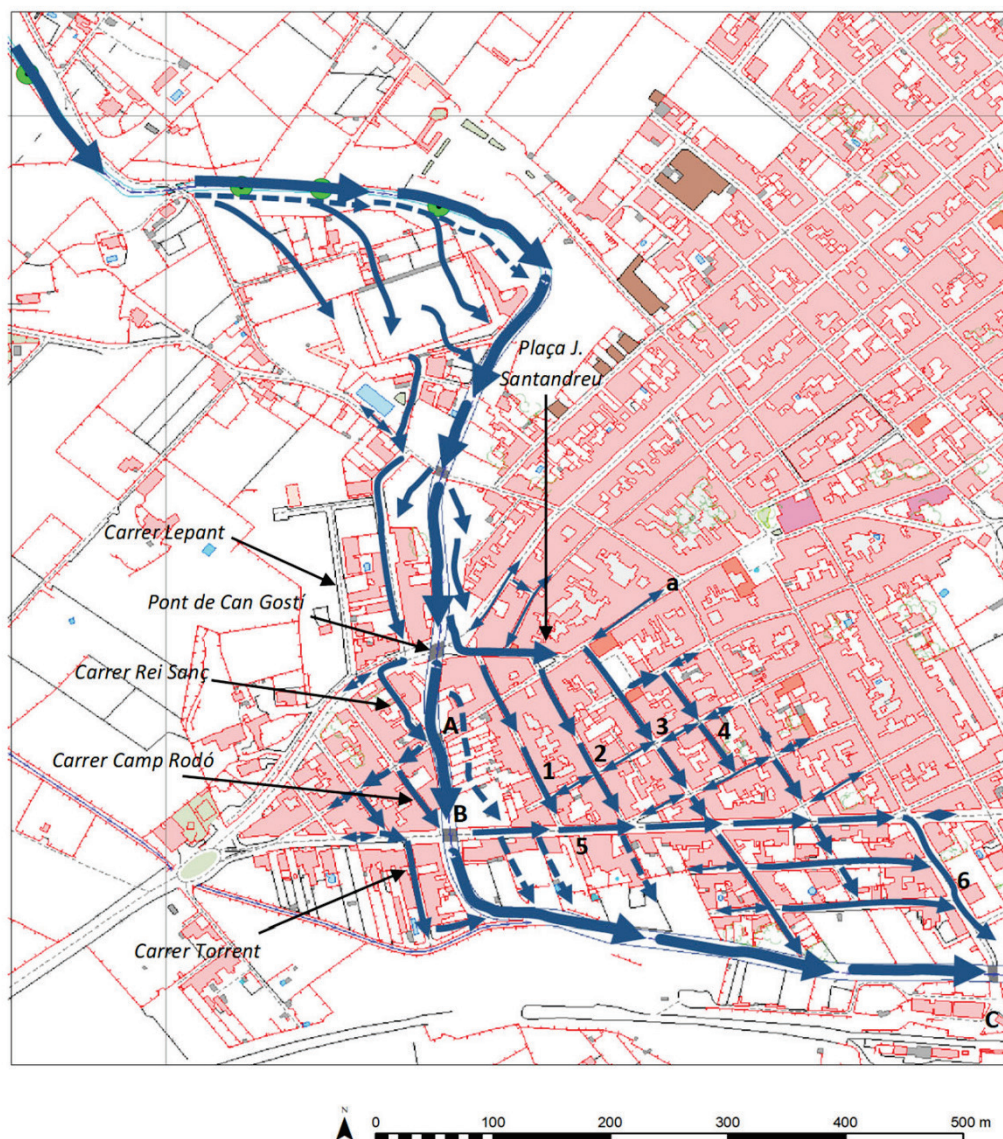 Plaça J.
Santandreu
Carrer Lepant
a
Pont de Can Gostí
Carrer Rei Sanç
A
3
4
Carrer Camp Rodó
1
2
B
5
6
Carrer Torrent
C
N
0 100 200 300 400 500 m